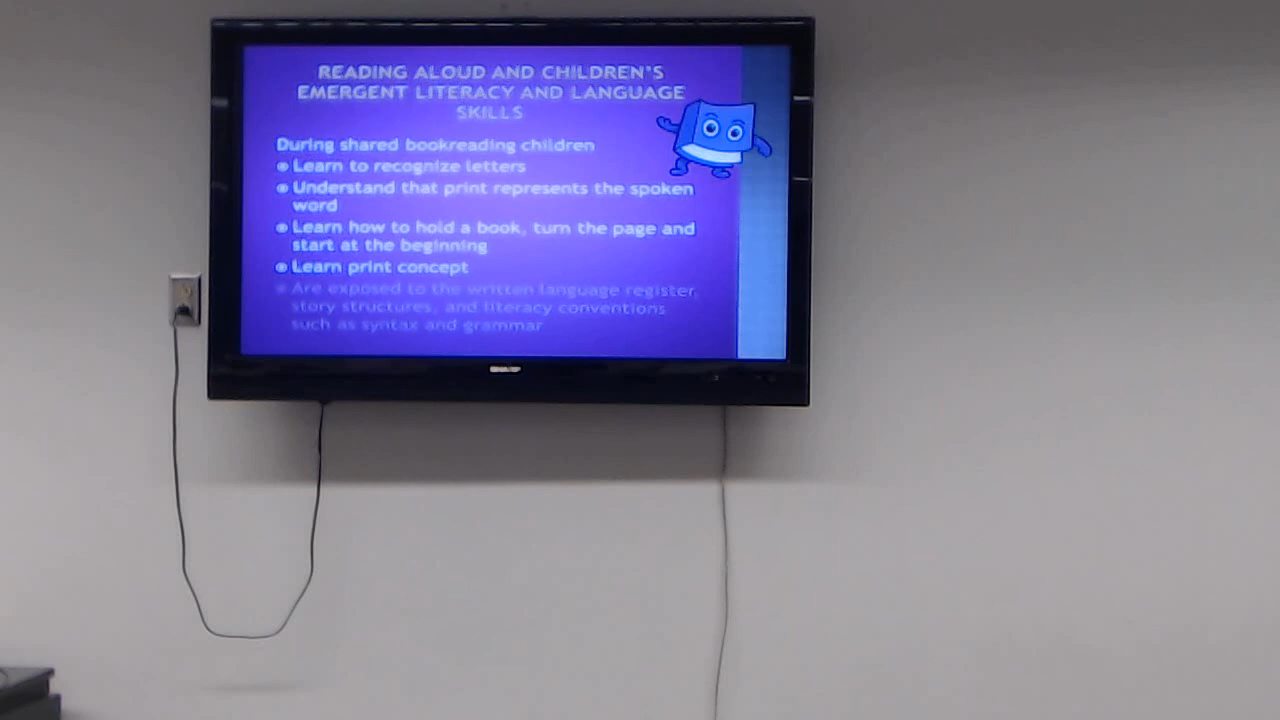 READING ALOUD AND CHILDREN'S
EMERGENT LITERACY AND LANGUAGE
SKILLS
During shared bookreading children
Learn to recognize letters
Understand that print represents the spoken
word
Learn how to hold a book, turn the page and
start at the beginning
Learn print concept
Are exposed to the written language register,
story structures, and literacy conventions
such as syntax and grammar
SHARP